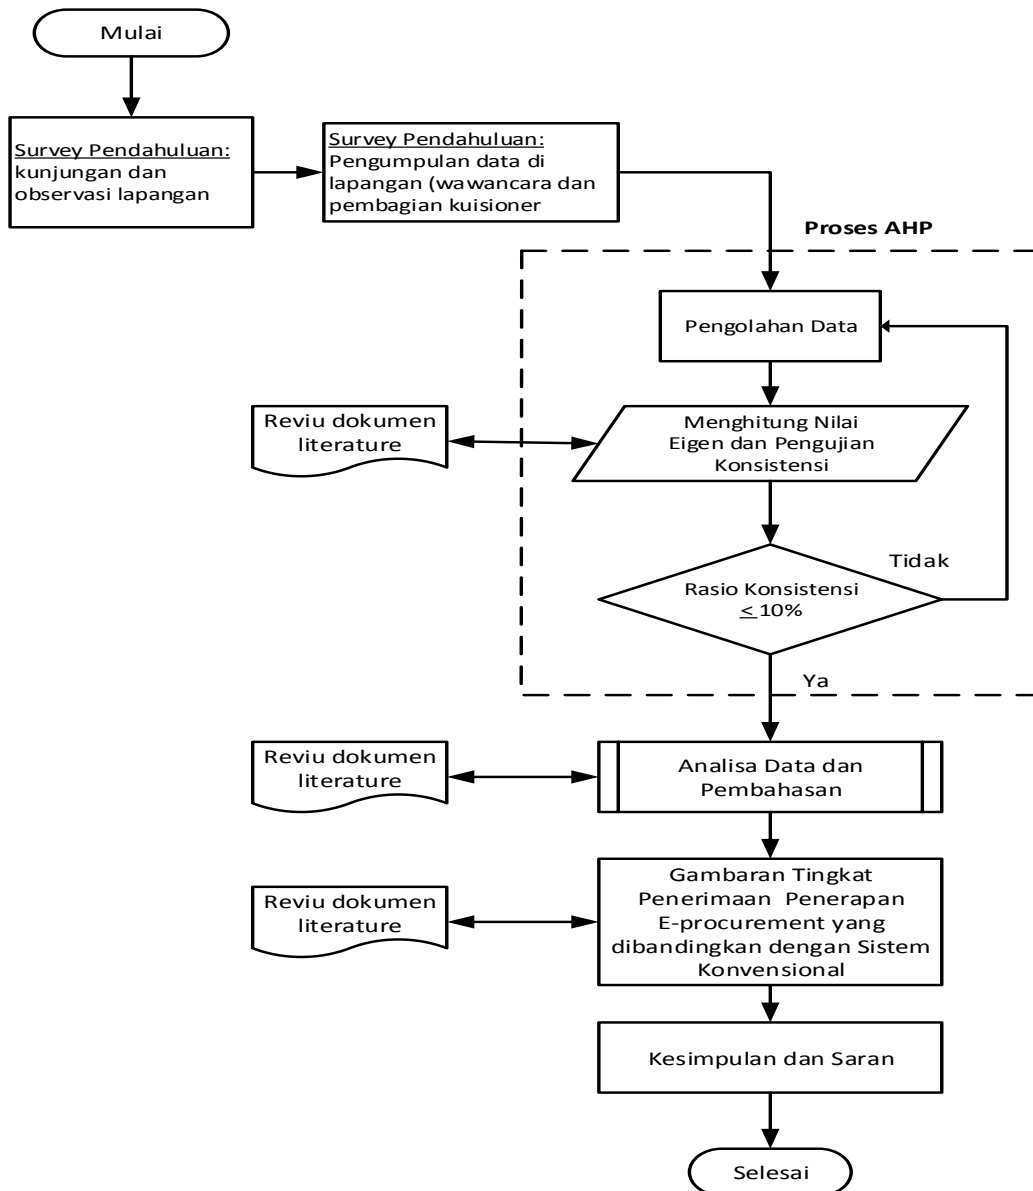 Mulai
Survey Pendahuluan:
kunjungan dan
observasi lapangan
Survey Pendahuluan:
Pengumpulan data di
lapangan (wawancara dan
pembagian kuisioner
Proses AHP
Pengolahan Data
Reviu dokumen
literature
Menghitung Nilai
Eigen dan Pengujian
Konsistensi
Tidak
Rasio Konsistensi
≤ 10%
Ya
Reviu dokumen
literature
Analisa Data dan
Pembahasan
Reviu dokumen
literature
Gambaran Tingkat
Penerimaan Penerapan
E-procurement yang
dibandingkan dengan Sistem
Konvensional
Kesimpulan dan Saran
Selesai